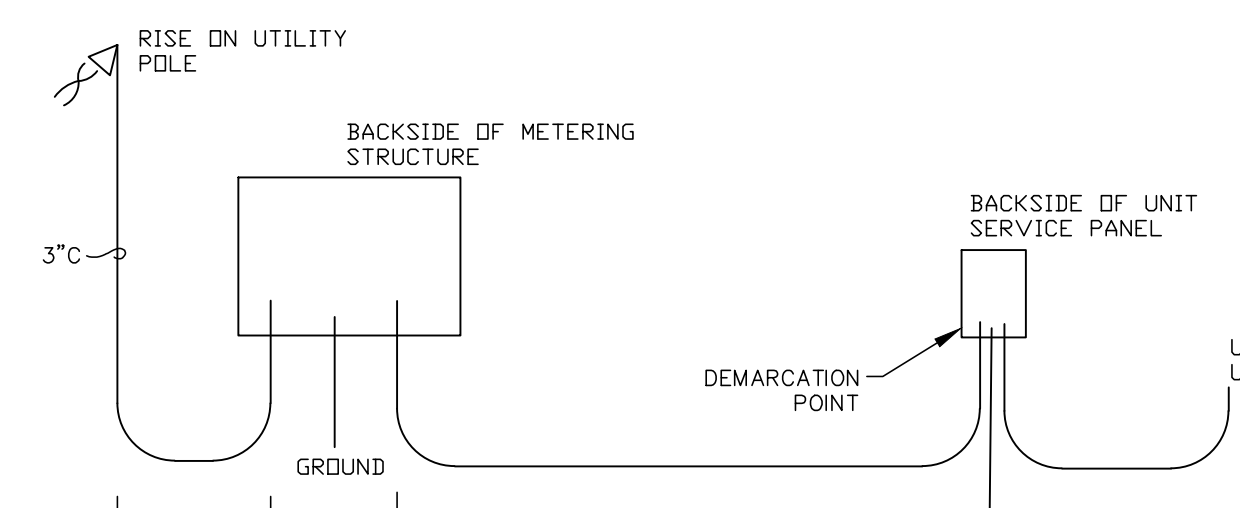 RISE ON UTILITY
POLE
BACKSIDE OF METERING
STRUCTURE
BACKSIDE OF UNIT
SERVICE PANEL
3"C
DEMARCATION
POINT
GROUND